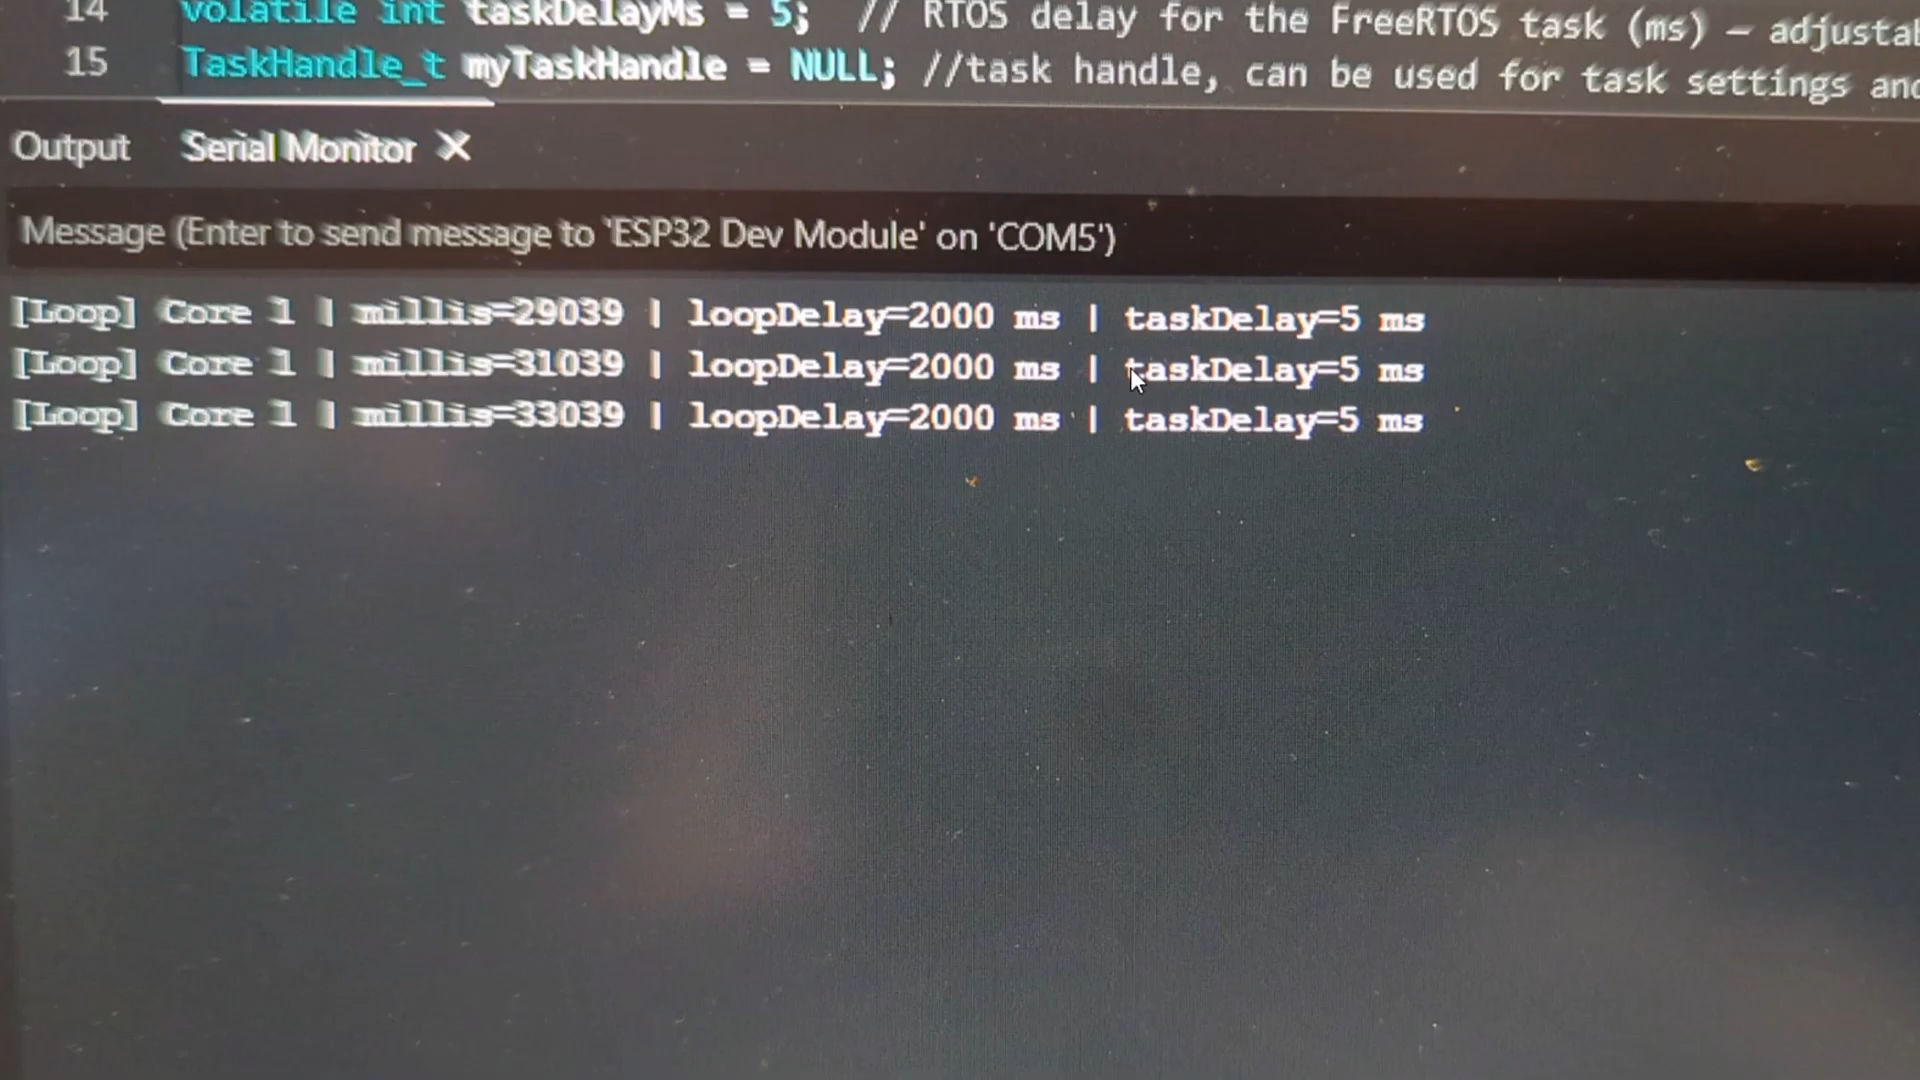 14 volatile int taskDelayMs = 5; // RTOS delay for the FreeRTOS task (ms) –
15 TaskHandle_t myTaskHandle = NULL; //task handle, can be used for task settings and
Output Serial Monitor
Message (Enter to send message to 'ESP32 Dev Module' on 'COM5')
[Loop] Core 1 | millis=29039 | loopDelay=2000 ms | taskDelay=5 ms
[Loop] Core 1 | millis=31039 | loopDelay=2000 ms | taskDelay=5 ms
[Loop] Core 1 | millis=33039 | loopDelay=2000 ms | taskDelay=5 ms